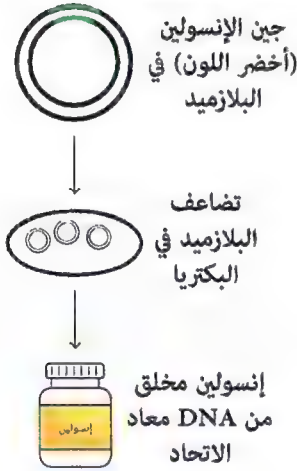 جين الإنسولين
(أخضر اللون) في
البلازميد
تضاعف
البلازميد في
البكتريا
إنسولين مخلق
من DNA معاد
الاتحاد
إنسولين